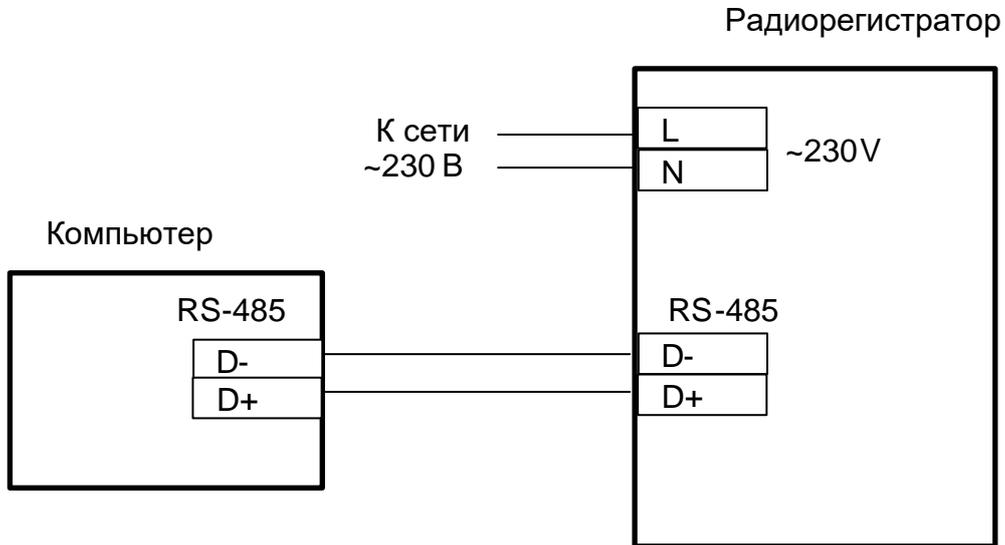 Радиорегистратор
К сети
~230 В
L
N
~230V
Компьютер
RS-485
D-
D+
RS-485
D-
D+